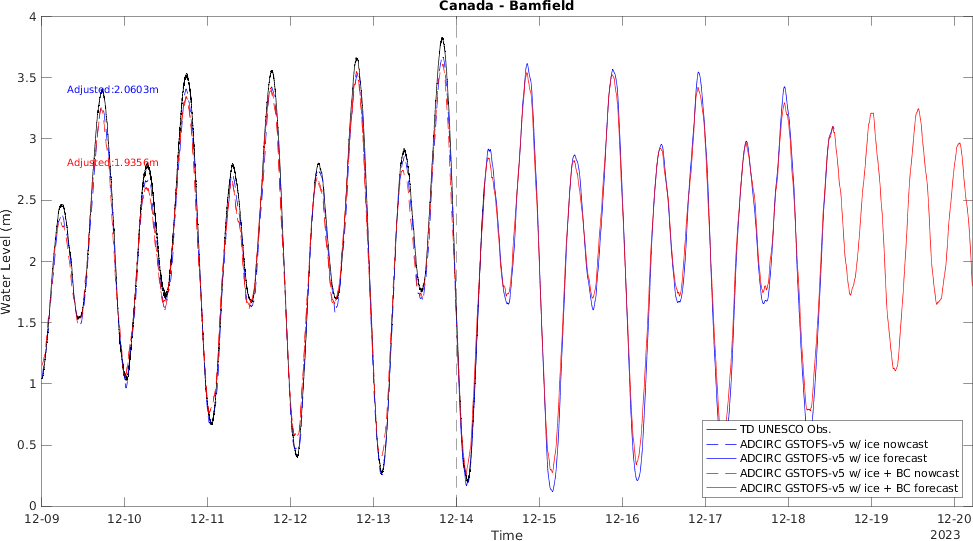 Canada - Bamfield
4
3.5
3
2.5
2
1.5
1
0.5
0
Water Level (m)
Adjusted:2.0603m
Adjusted:1.9356m
TD UNESCO Obs.
ADCIRC GSTOFS-v5 w/ ice nowcast
ADCIRC GSTOFS-v5 w/ ice forecast
ADCIRC GSTOFS-v5 w/ ice + BC nowcast
ADCIRC GSTOFS-v5 w/ ice + BC forecast
12-09 12-10 12-11 12-12 12-13 12-14 12-15 12-16 12-17 12-18 12-19 12-20
Time
2023